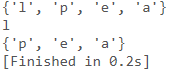 {'l', 'p', 'e', 'a'}
l
{'p', 'e', 'a'}
[Finished in 0.2s]